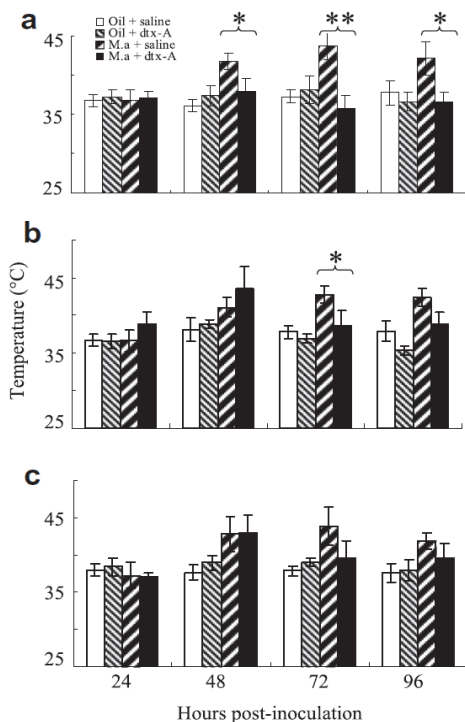 a
Oil + saline
Oil + dtx-A
M.a + saline
M.a + dtx-A
* ** *
45
35
25
b
*
45
35
25
Temperature (°C)
c
45
35
25
24 48 72 96
Hours post-inoculation